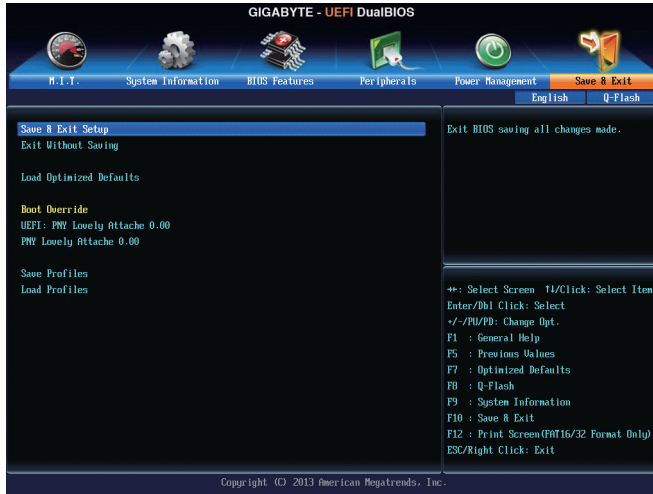 GIGABYTE - UEFI DualBIOS
M.I.T.
System Information
BIOS Features
Peripherals
Power Management
Save & Exit
English
Q-Flash
Save & Exit Setup
Exit Without Saving
Load Optimized Defaults
Boot Override
UEFI: PNY Lovely Attache 0.00
PNY Lovely Attache 0.00
Save Profiles
Load Profiles
Exit BIOS saving all changes made.
→←: Select Screen ↑↓/Click: Select Item
Enter/Dbl Click: Select
+/-/PU/PD: Change Opt.
F1 : General Help
F5 : Previous Values
F7 : Optimized Defaults
F8 : Q-Flash
F9 : System Information
F10 : Save & Exit
F12 : Print Screen(FAT16/32 Format Only)
ESC/Right Click: Exit
Copyright (C) 2013 American Megatrends, Inc.